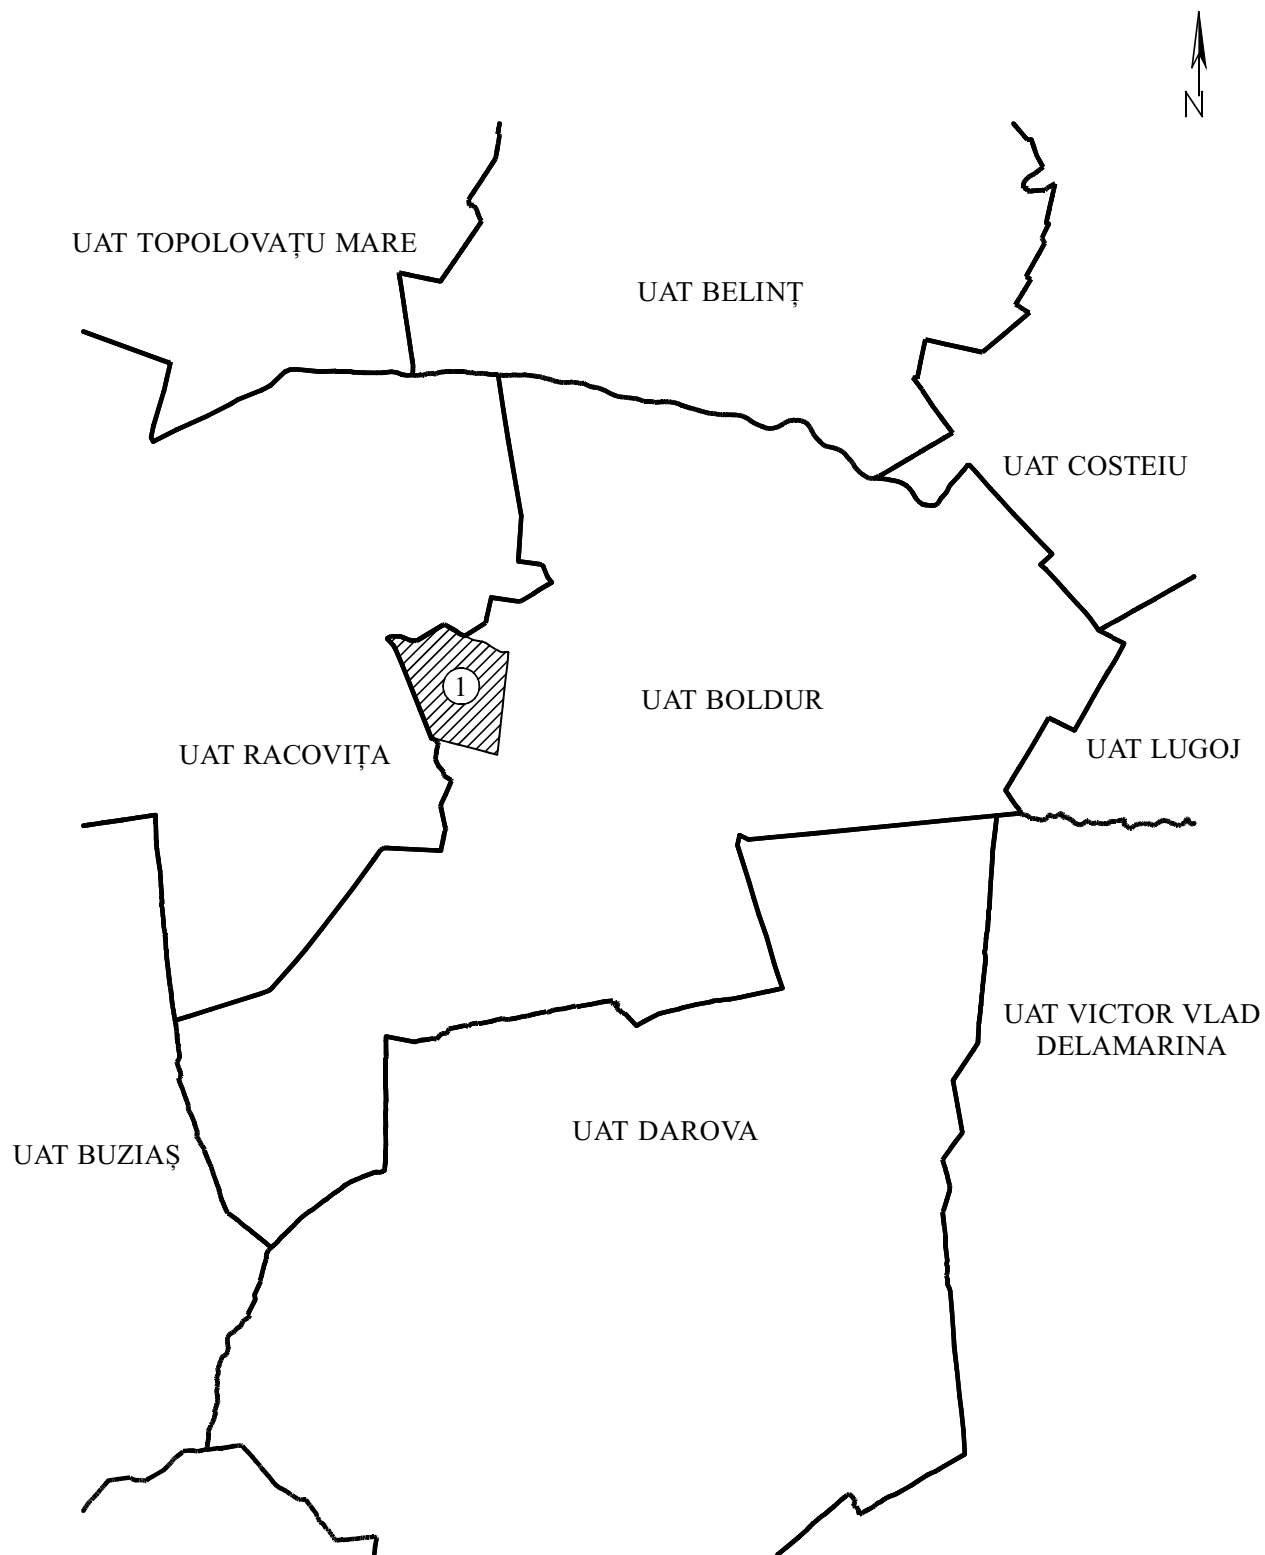 N
UAT TOPOLOVAȚU MARE
UAT BELINȚ
UAT COSTEIU
1
UAT BOLDUR
UAT RACOVIȚA
UAT LUGOJ
UAT VICTOR VLAD
DELAMARINA
UAT DAROVA
UAT BUZIAȘ